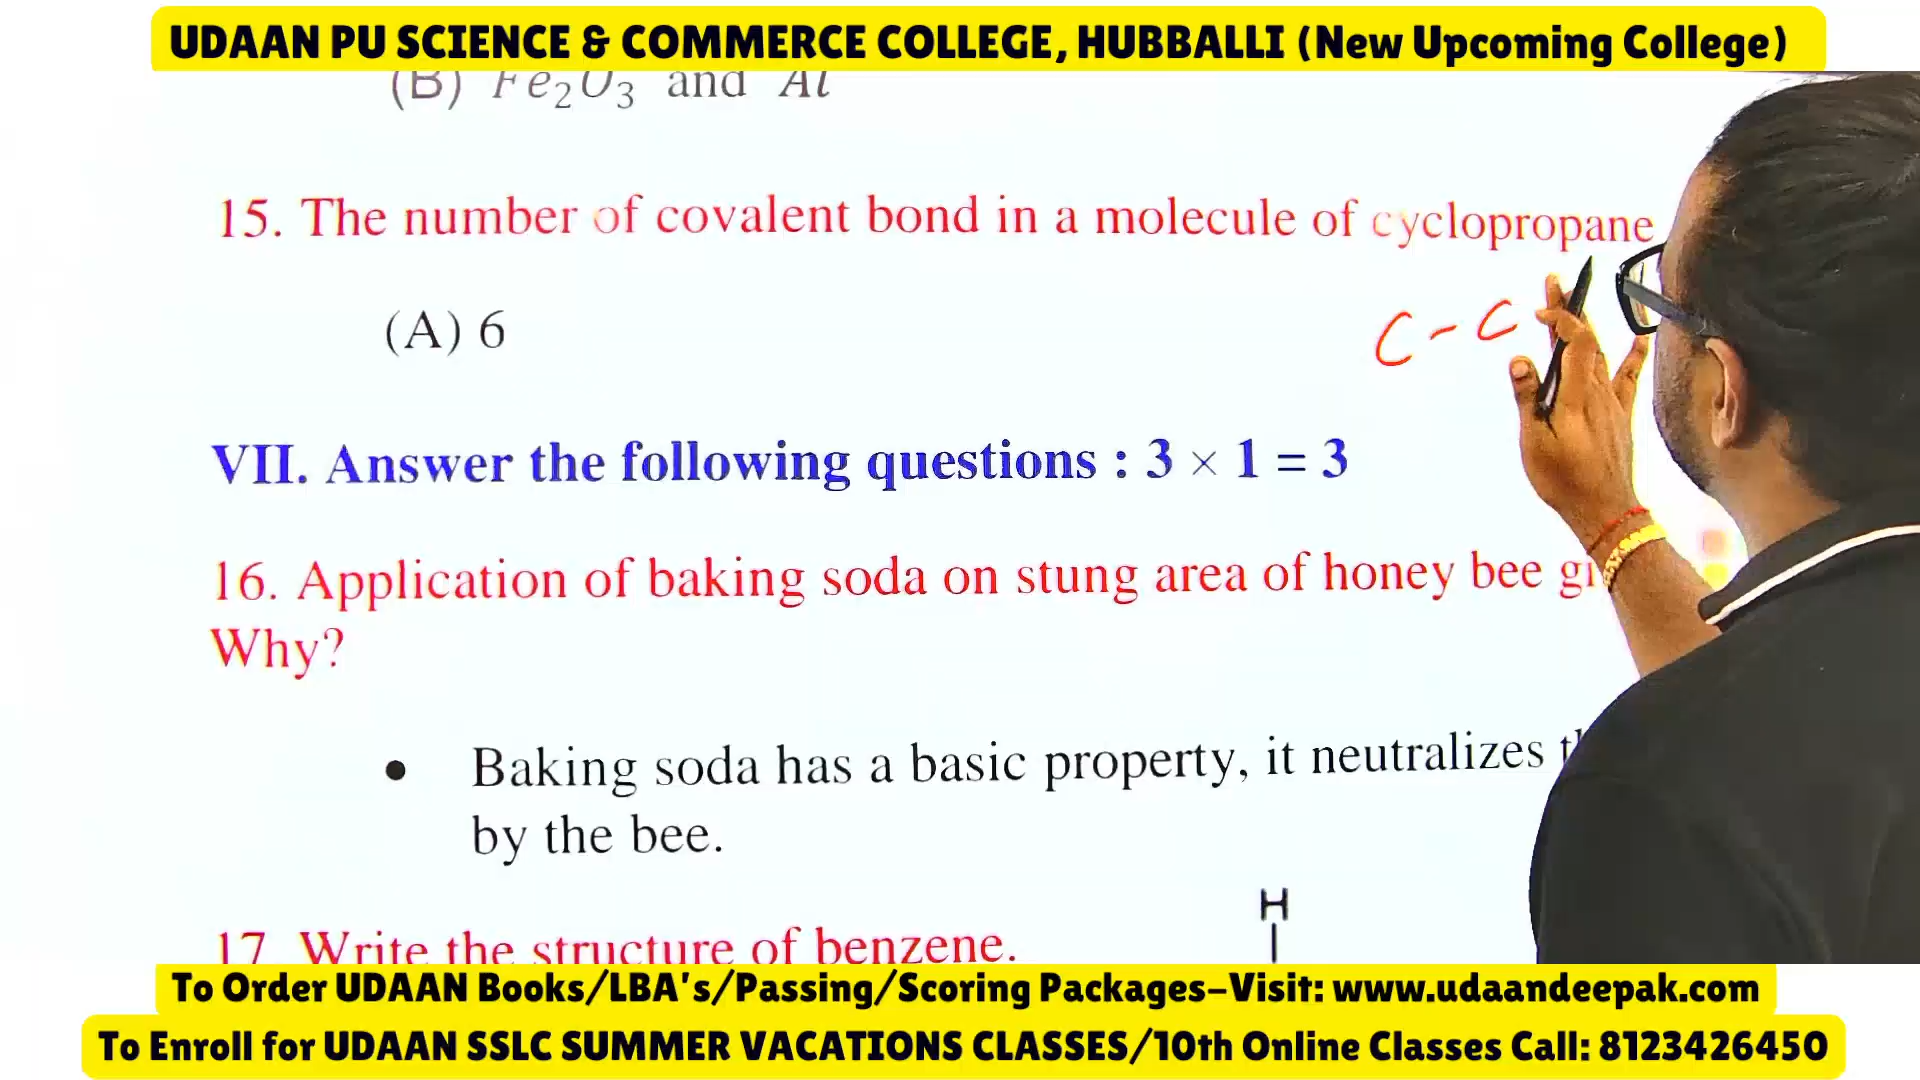 UDAAN PU SCIENCE & COMMERCE COLLEGE, HUBBALLI (New Upcoming College)
(B) Fe₂O₃ and Al
15. The number of covalent bond in a molecule of cyclopropane
C - C
(A) 6
VII. Answer the following questions : 3 × 1 = 3
16. Application of baking soda on stung area of honey bee
Why?
• Baking soda has a basic property, it neutralizes
by the bee.
H
17. Write the structure of benzene.
To Order UDAAN Books/LBA's/Passing/Scoring Packages-Visit: www.udaandeepak.com
To Enroll for UDAAN SSLC SUMMER VACATIONS CLASSES/10th Online Classes Call: 8123426450